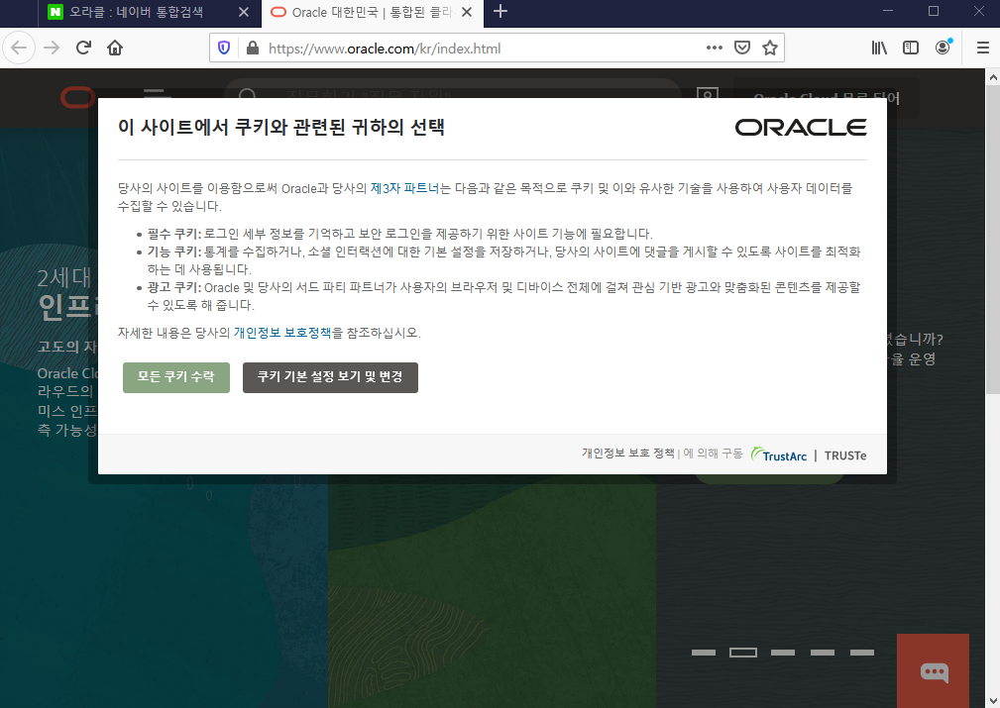 오라클 : 네이버 통합검색
Oracle 대한민국 | 통합된 클라
https://www.oracle.com/kr/index.html
Oracle Cloud 무료 티어
이 사이트에서 쿠키와 관련된 귀하의 선택
ORACLE
당사의 사이트를 이용함으로써 Oracle과 당사의 제3자 파트너는 다음과 같은 목적으로 쿠키 및 이와 유사한 기술을 사용하여 사용자 데이터를
수집할 수 있습니다.
• 필수 쿠키: 로그인 세부 정보를 기억하고 보안 로그인을 제공하기 위한 사이트 기능에 필요합니다.
• 기능 쿠키: 통계를 수집하거나, 소셜 인터랙션에 대한 기본 설정을 저장하거나, 당사의 사이트에 댓글을 게시할 수 있도록 사이트를 최적화
하는 데 사용됩니다.
• 광고 쿠키: Oracle 및 당사의 서드 파티 파트너가 사용자의 브라우저 및 디바이스 전체에 걸쳐 관심 기반 광고와 맞춤화된 콘텐츠를 제공할
수 있도록 해 줍니다.
자세한 내용은 당사의 개인정보 보호정책을 참조하십시오.
모든 쿠키 수락
쿠키 기본 설정 보기 및 변경
개인정보 보호 정책 | 에 의해 구동
TrustArc | TRUSTe
2세대
고도의 자
Oracle Clo
라우드의
미스 인프
측 가능성
셨습니까?
율 운영